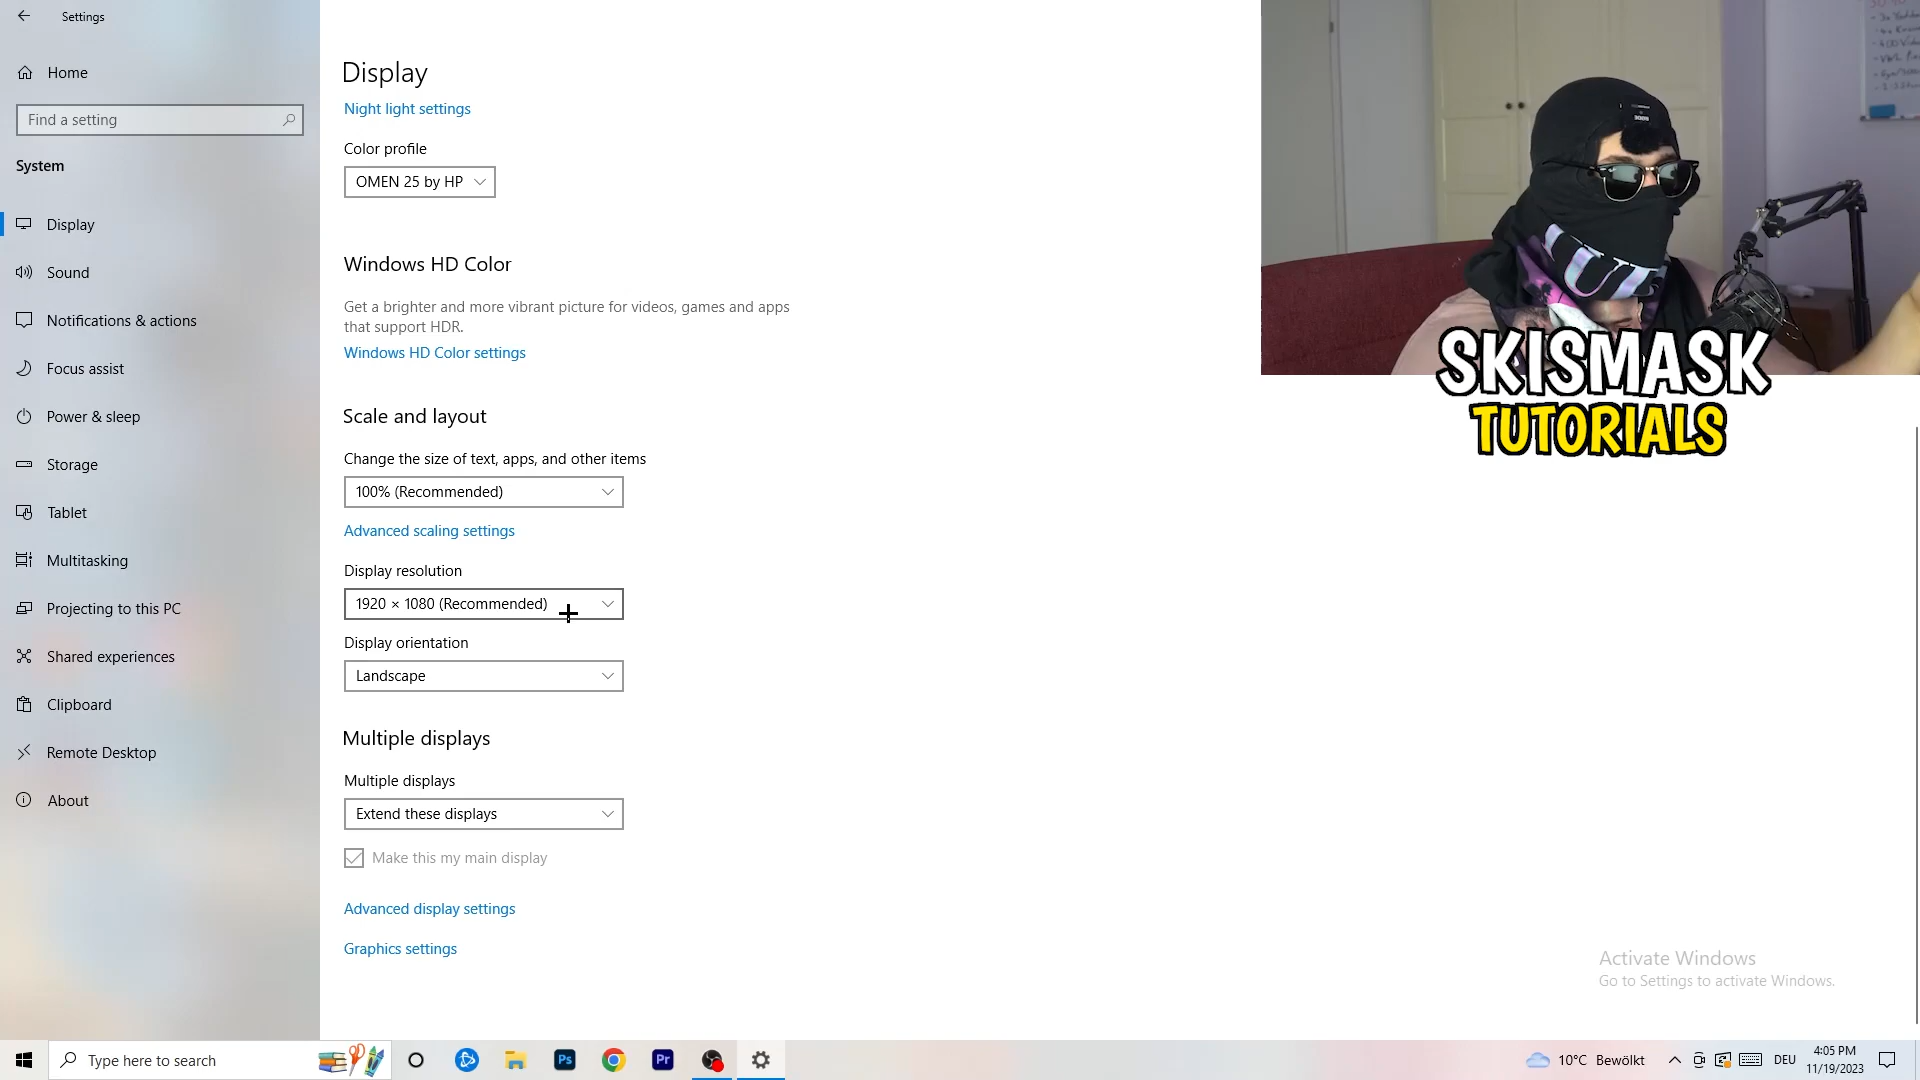 Settings
Home
Find a setting
System
Display
Sound
Notifications & actions
Focus assist
Power & sleep
Storage
Tablet
Multitasking
Projecting to this PC
Shared experiences
Clipboard
Remote Desktop
About
Display
Night light settings
Color profile
OMEN 25 by HP
Windows HD Color
Get a brighter and more vibrant picture for videos, games and apps
that support HDR.
Windows HD Color settings
Scale and layout
Change the size of text, apps, and other items
100% (Recommended)
Advanced scaling settings
Display resolution
1920 × 1080 (Recommended)
Display orientation
Landscape
Multiple displays
Multiple displays
Extend these displays
Make this my main display
Advanced display settings
Graphics settings
SKISMASK
TUTORIALS
Activate Windows
Go to Settings to activate Windows.
Type here to search
Ps
Pr
10°C Bewölkt
DEU
4:05 PM
11/19/2023